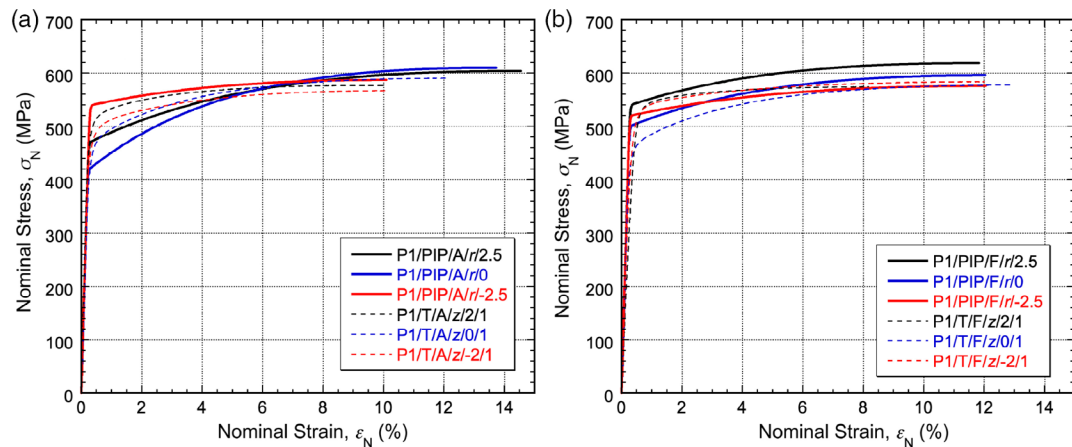 (a)
700
600
500
400
300
200
100
0
Nominal Stress, σN (MPa)
0 2 4 6 8 10 12 14
Nominal Strain, εN (%)
P1/PIP/A/r/2.5
P1/PIP/A/r/0
P1/PIP/A/r/-2.5
P1/T/A/z/2/1
P1/T/A/z/0/1
P1/T/A/z/-2/1
(b)
700
600
500
400
300
200
100
0
Nominal Stress, σN (MPa)
0 2 4 6 8 10 12 14
Nominal Strain, εN (%)
P1/PIP/F/r/2.5
P1/PIP/F/r/0
P1/PIP/F/r/-2.5
P1/T/F/z/2/1
P1/T/F/z/0/1
P1/T/F/z/-2/1